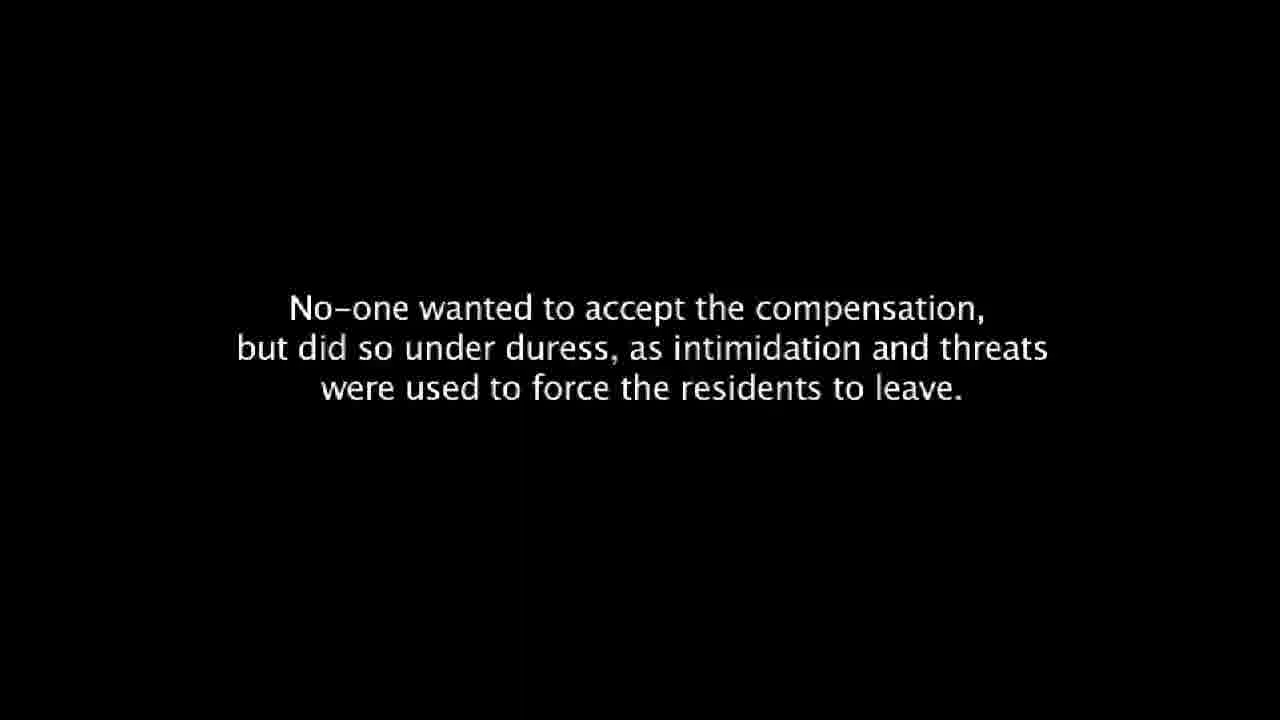 No-one wanted to accept the compensation,
but did so under duress, as intimidation and threats
were used to force the residents to leave.